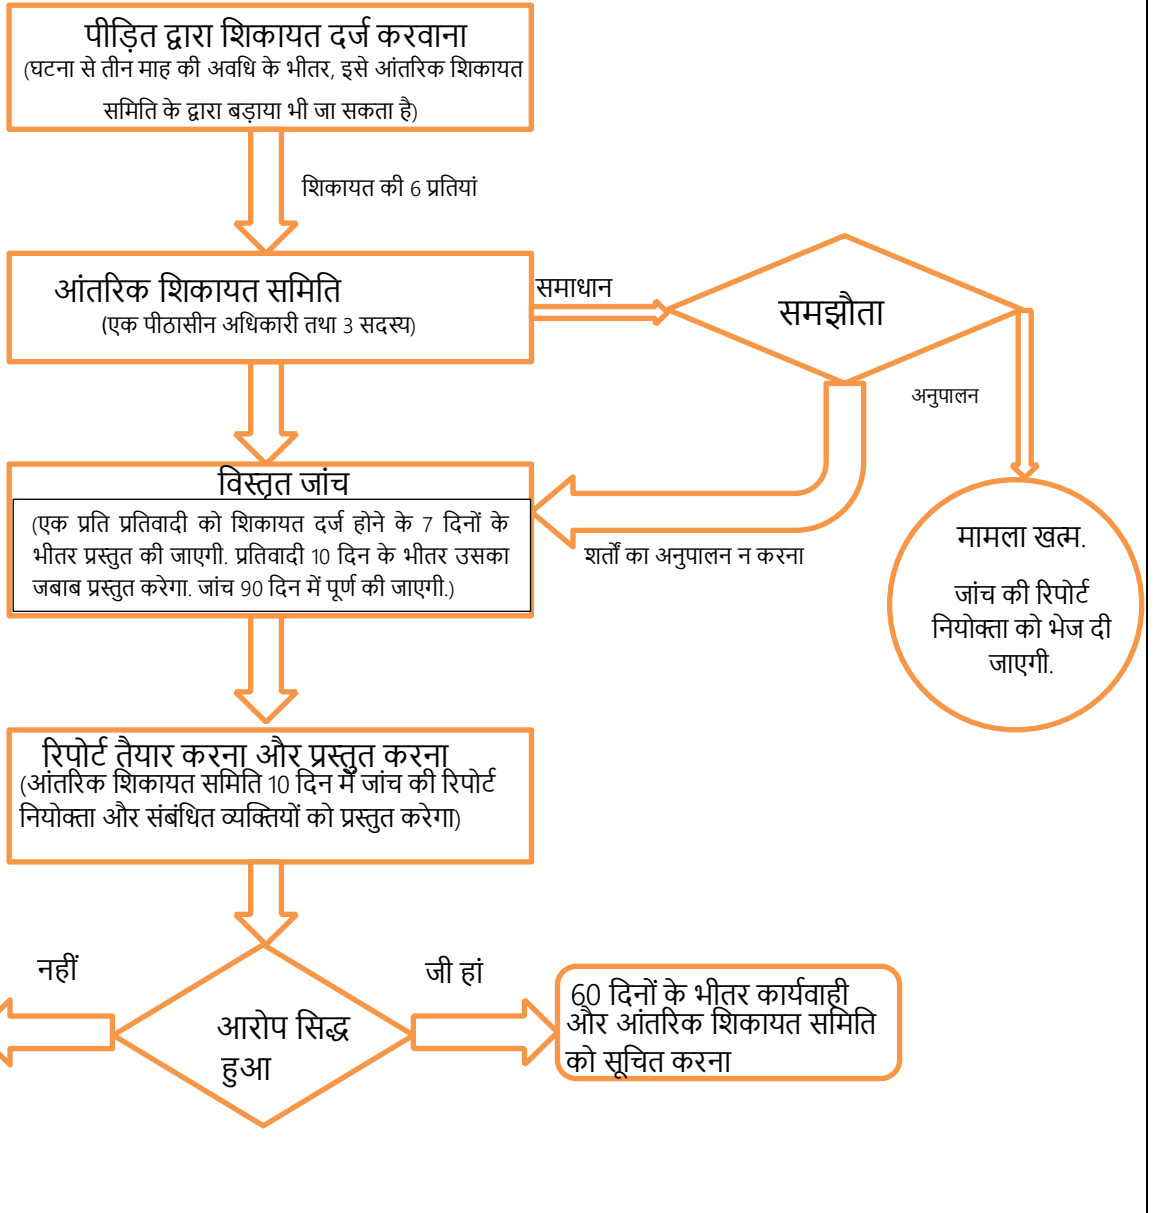 पीड़ित द्वारा शिकायत दर्ज करवाना
(घटना से तीन माह की अवधि के भीतर, इसे आंतरिक शिकायत
समिति के द्वारा बड़ाया भी जा सकता है)
शिकायत की 6 प्रतियां
आंतरिक शिकायत समिति
(एक पीठासीन अधिकारी तथा 3 सदस्य)
समाधान
समझौता
अनुपालन
विस्तृत जांच
(एक प्रति प्रतिवादी को शिकायत दर्ज होने के 7 दिनों के
भीतर प्रस्तुत की जाएगी. प्रतिवादी 10 दिन के भीतर उसका
जबाब प्रस्तुत करेगा. जांच 90 दिन में पूर्ण की जाएगी.)
शर्तों का अनुपालन न करना
मामला खत्म.
जांच की रिपोर्ट
नियोक्ता को भेज दी
जाएगी.
रिपोर्ट तैयार करना और प्रस्तुत करना
(आंतरिक शिकायत समिति 10 दिन में जांच की रिपोर्ट
नियोक्ता और संबंधित व्यक्तियों को प्रस्तुत करेगा)
नहीं
जी हां
आरोप सिद्ध
हुआ
60 दिनों के भीतर कार्यवाही
और आंतरिक शिकायत समिति
को सूचित करना